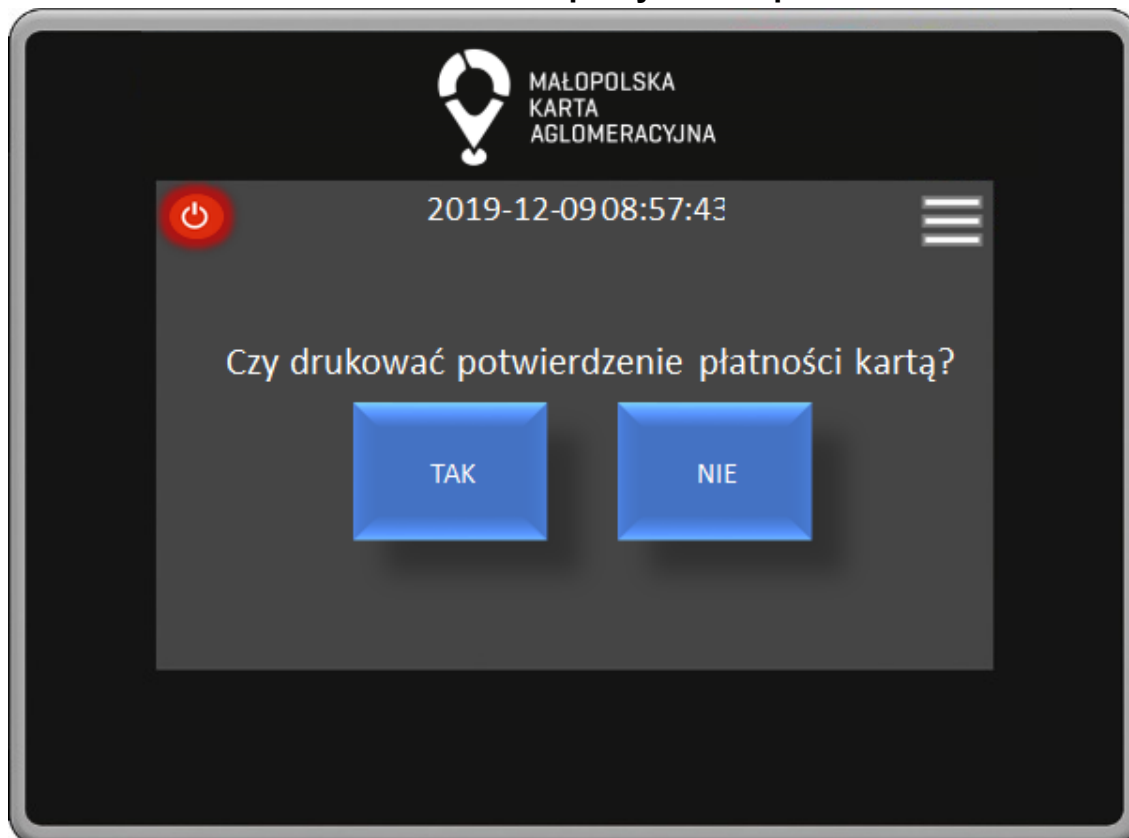 MAŁOPOLSKA
KARTA
AGLOMERACYJNA
2019-12-09 08:57:43
Czy drukować potwierdzenie płatności kartą?
TAK NIE